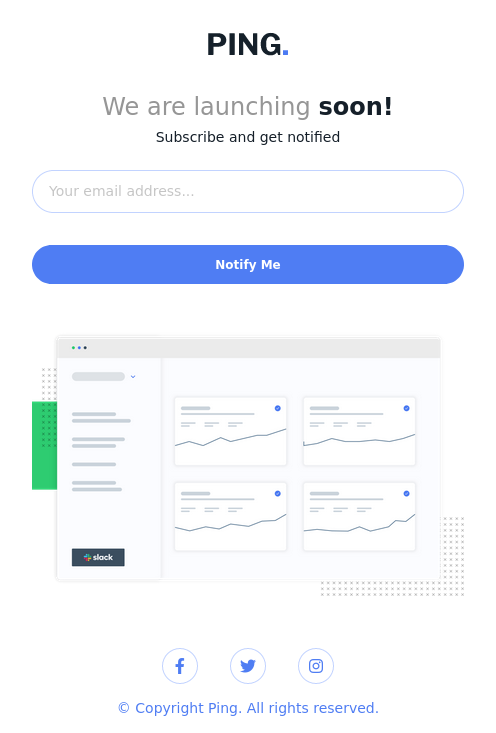 PING.
We are launching soon!
Subscribe and get notified
Your email address...
Notify Me
slack
© Copyright Ping. All rights reserved.